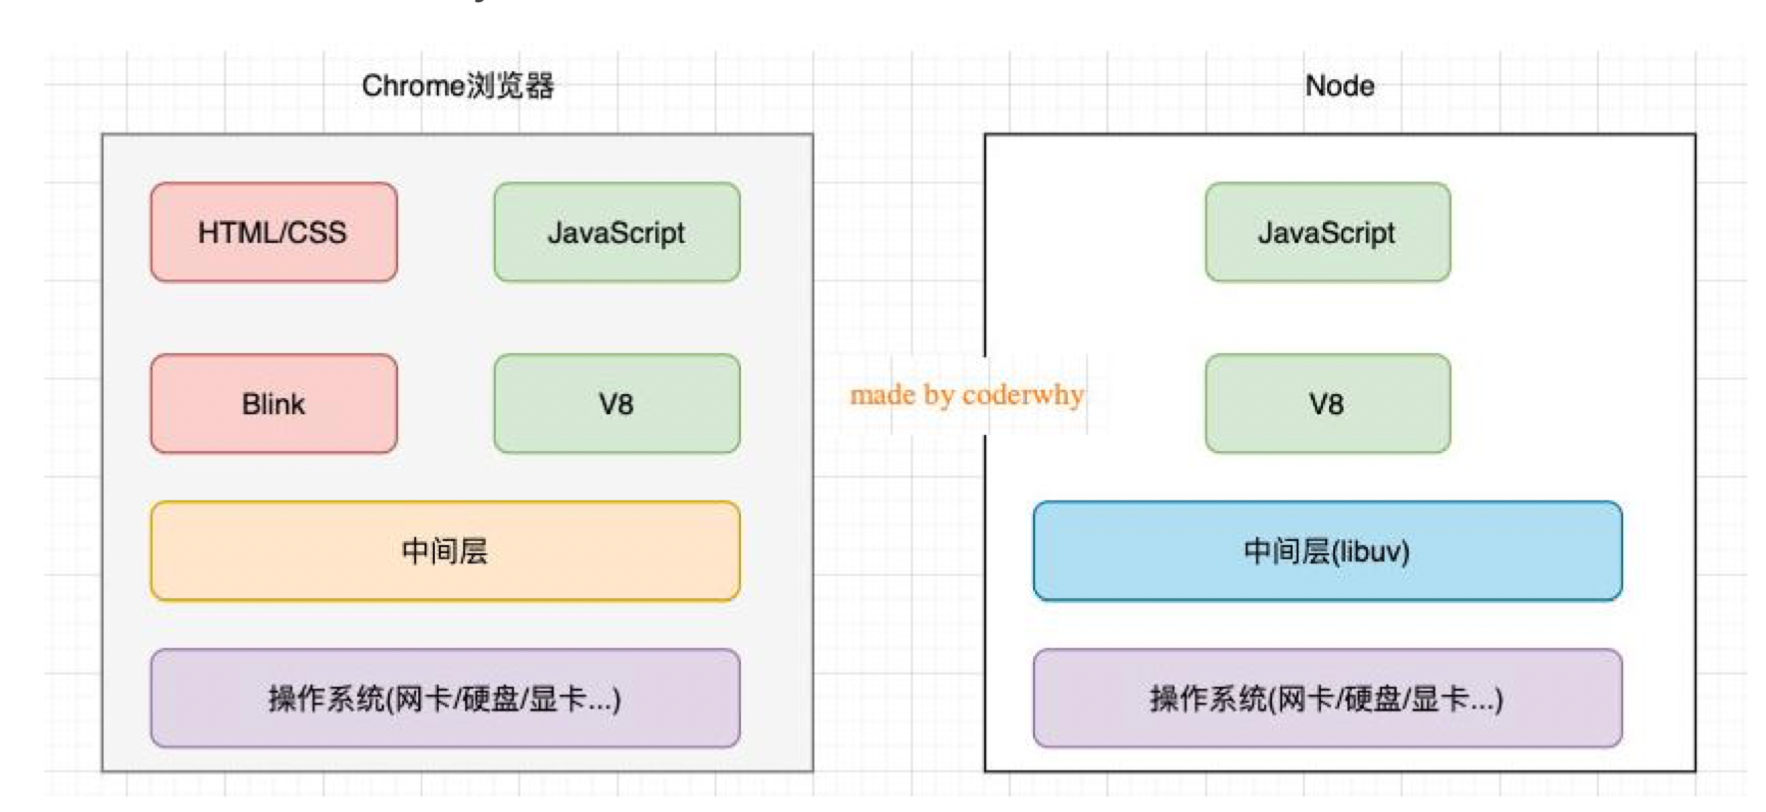 Chrome浏览器
HTML/CSS
JavaScript
Blink
V8
中间层
操作系统(网卡/硬盘/显卡...)
made by coderwhy
Node
JavaScript
V8
中间层(libuv)
操作系统(网卡/硬盘/显卡...)